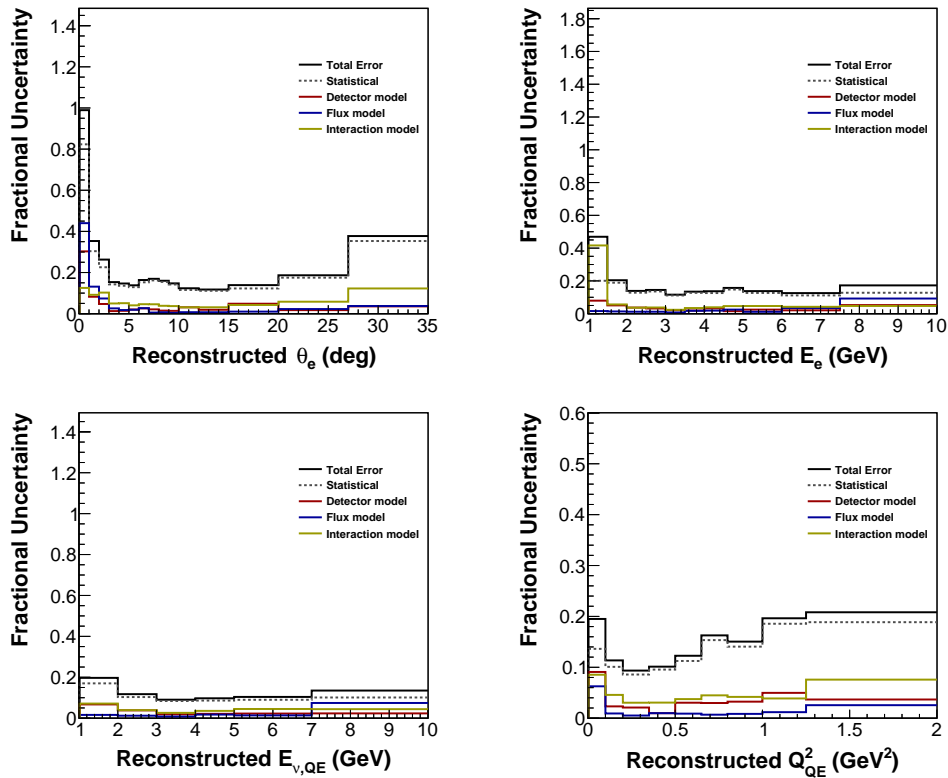 Fractional Uncertainty
1.4
1.2
1
0.8
0.6
0.4
0.2
0
Total Error
Statistical
Detector model
Flux model
Interaction model
0 5 10 15 20 25 30 35
Reconstructed θe (deg)
Fractional Uncertainty
1.8
1.6
1.4
1.2
1
0.8
0.6
0.4
0.2
0
Total Error
Statistical
Detector model
Flux model
Interaction model
1 2 3 4 5 6 7 8 9 10
Reconstructed Ee (GeV)
Fractional Uncertainty
1.4
1.2
1
0.8
0.6
0.4
0.2
0
Total Error
Statistical
Detector model
Flux model
Interaction model
1 2 3 4 5 6 7 8 9 10
Reconstructed Eν,QE (GeV)
Fractional Uncertainty
0.6
0.5
0.4
0.3
0.2
0.1
0
Total Error
Statistical
Detector model
Flux model
Interaction model
0 0.5 1 1.5 2
Reconstructed Q²QE (GeV²)